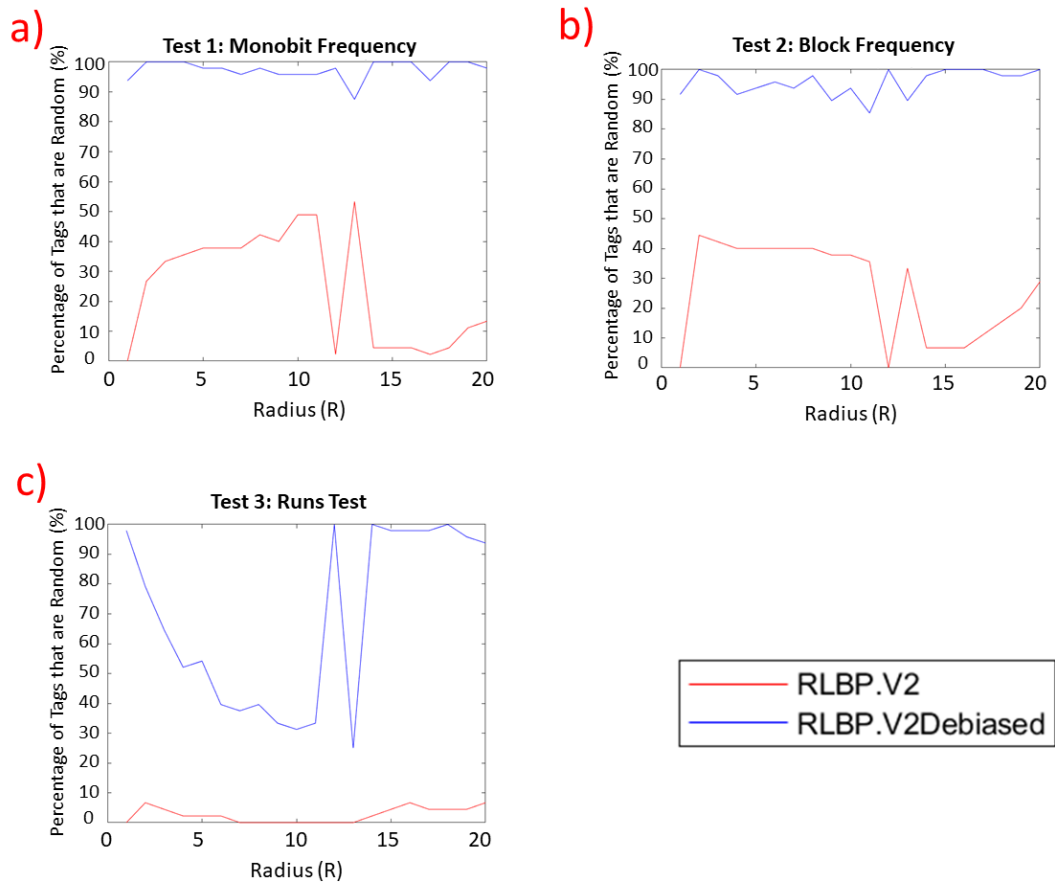 a)
Test 1: Monobit Frequency
Percentage of Tags that are Random (%)
100
90
80
70
60
50
40
30
20
10
0
0 5 10 15 20
Radius (R)
b)
Test 2: Block Frequency
Percentage of Tags that are Random (%)
100
90
80
70
60
50
40
30
20
10
0
0 5 10 15 20
Radius (R)
c)
Test 3: Runs Test
Percentage of Tags that are Random (%)
100
90
80
70
60
50
40
30
20
10
0
0 5 10 15 20
Radius (R)
RLBP.V2
RLBP.V2Debiased